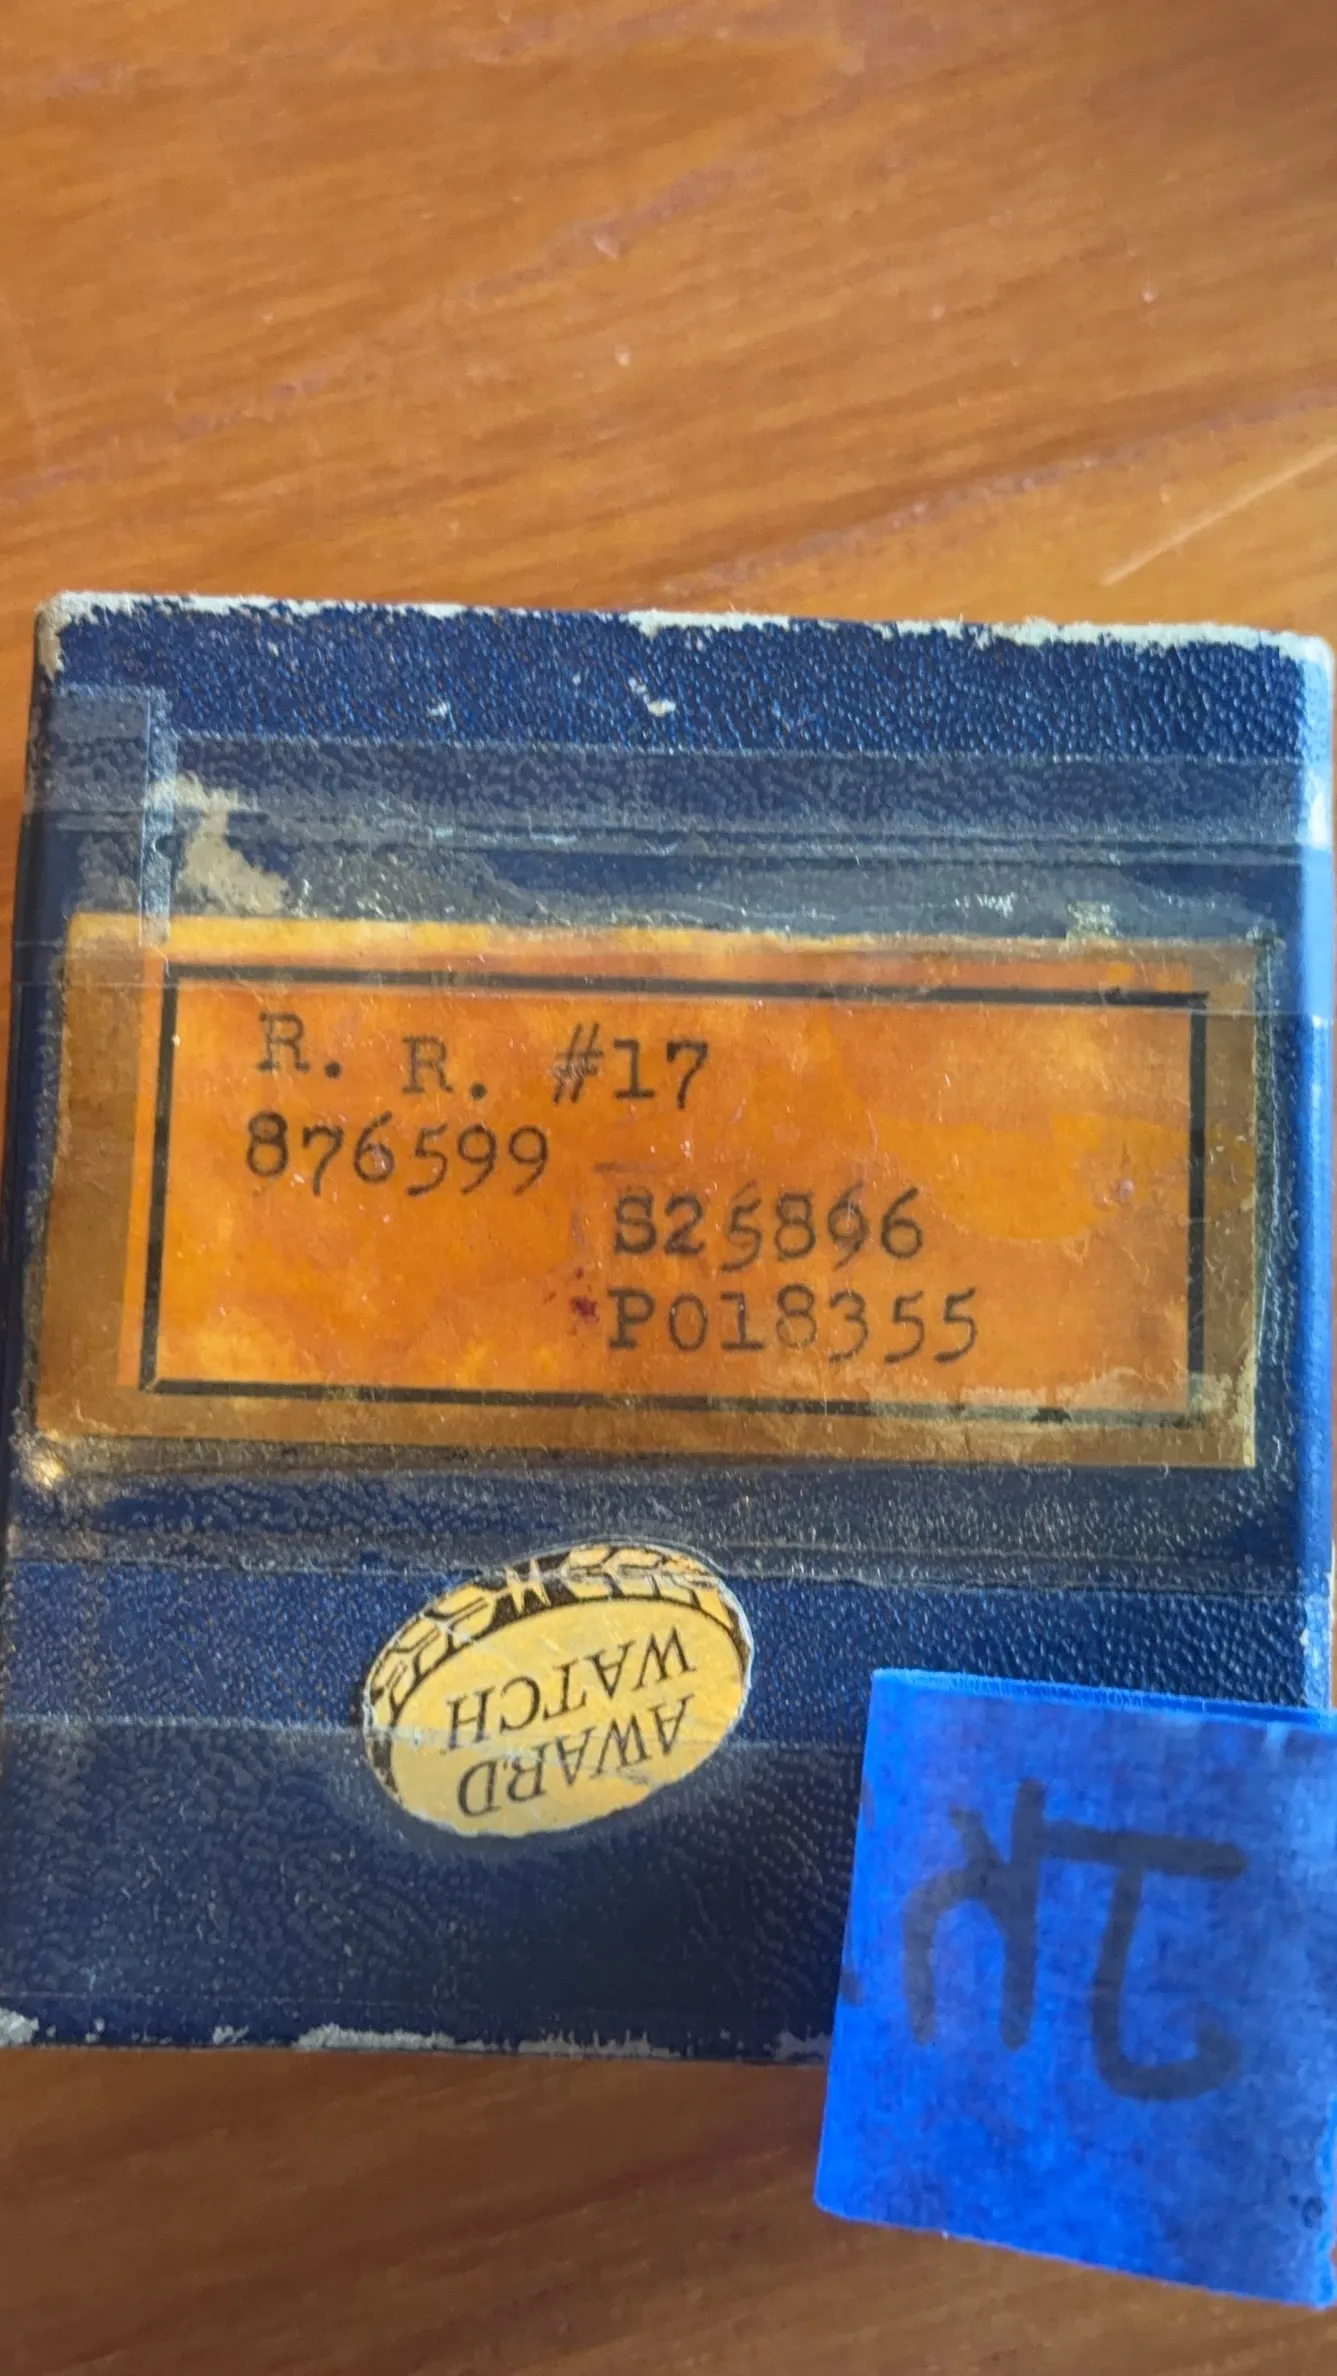 R. R. #17
876599
S25896
P018355
AWARD
WATCH